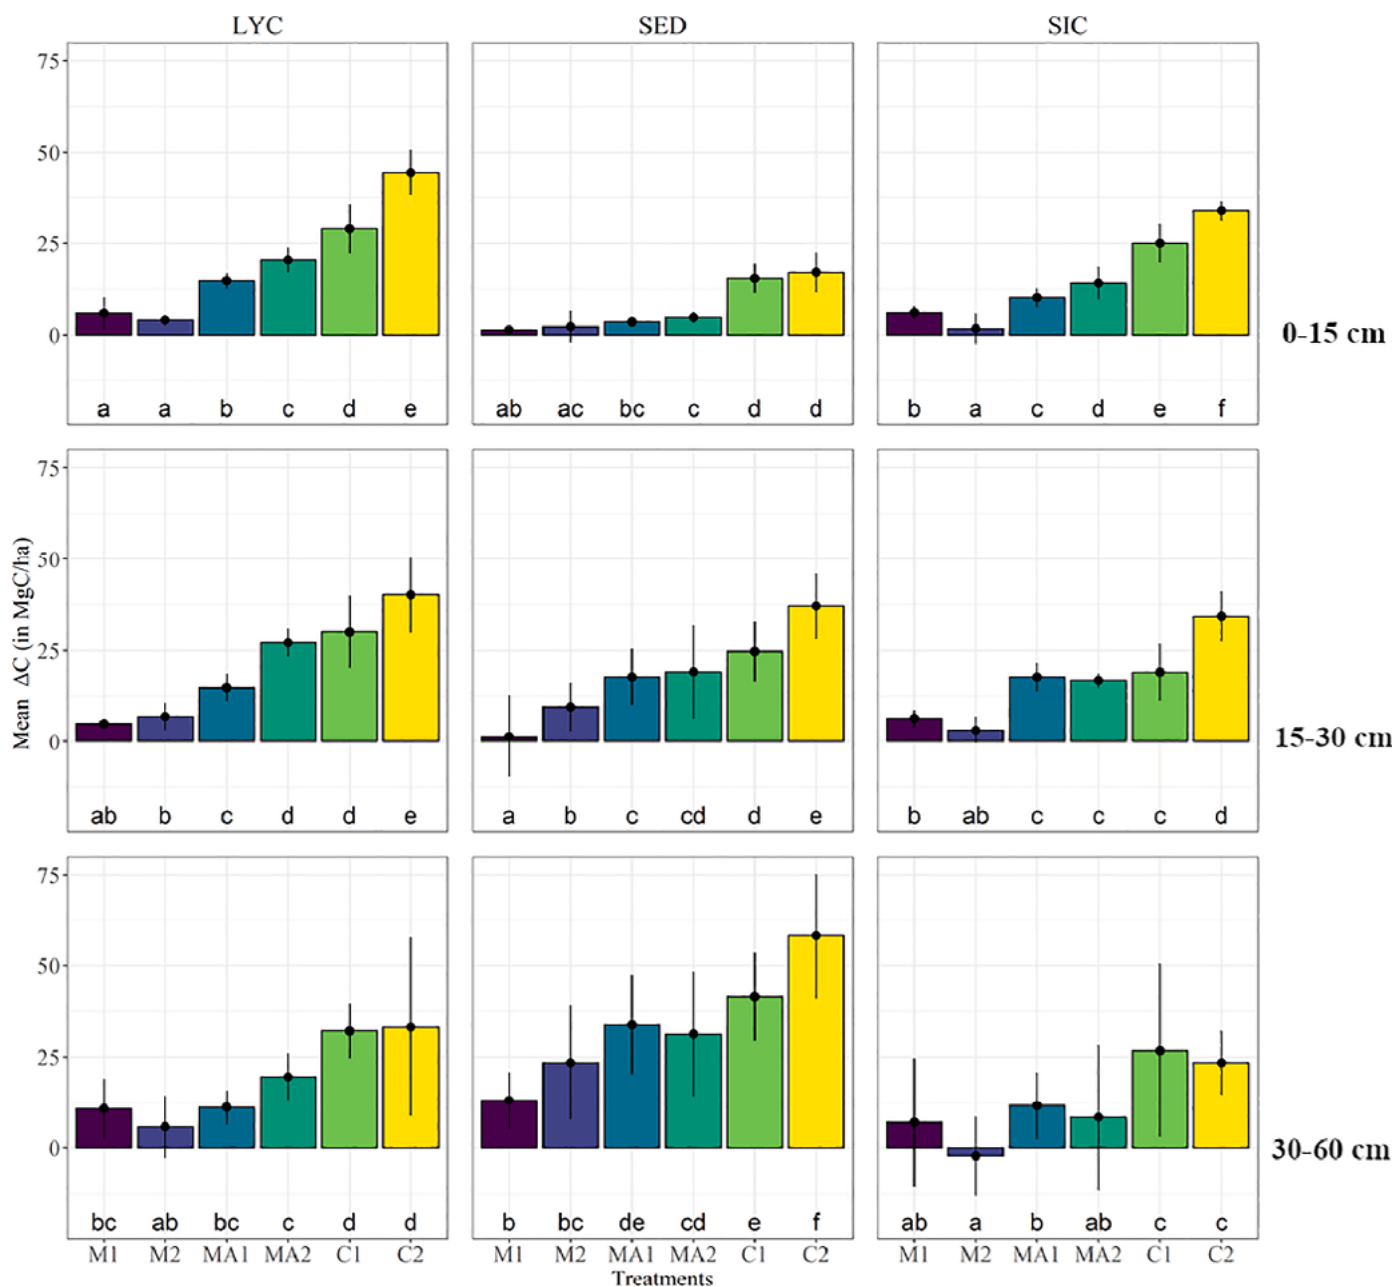 LYC SED SIC
75
50
25
0
0-15 cm
a a b c d e ab ac bc c d d b a c d e f
75
50
25
0
15-30 cm
ab b c d d e a b c cd d e b ab c c c d
Mean ΔC (in MgC/ha)
75
50
25
0
30-60 cm
bc ab bc c d d b bc de cd e f ab a b ab c c
M1 M2 MA1 MA2 C1 C2 M1 M2 MA1 MA2 C1 C2 M1 M2 MA1 MA2 C1 C2
Treatments